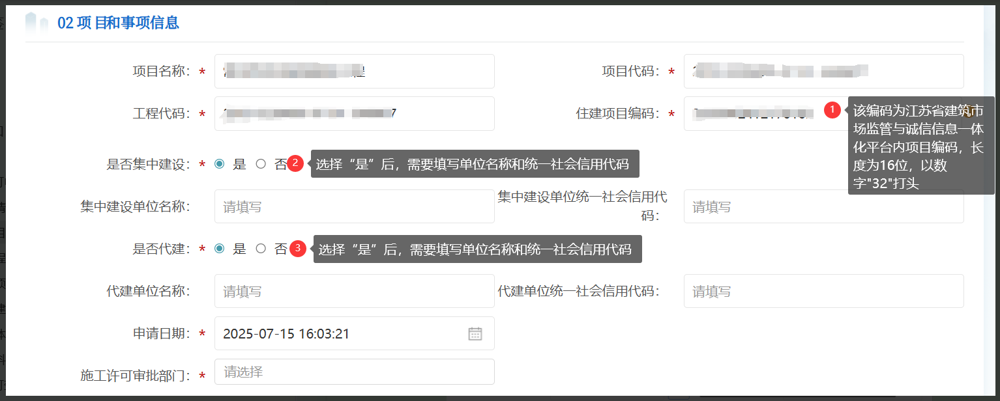 02 项目和事项信息
项目名称： *
项目代码： *
工程代码： * 7
住建项目编码： *
1 该编码为江苏省建筑市
场监管与诚信信息一体
化平台内项目编码，长
度为16位，以数
字"32"打头
是否集中建设： * 是 否 2 选择“是”后，需要填写单位名称和统一社会信用代码
集中建设单位名称： 请填写
集中建设单位统一社会信用代
码： 请填写
是否代建： * 是 否 3 选择“是”后，需要填写单位名称和统一社会信用代码
代建单位名称： 请填写
代建单位统一社会信用代码： 请填写
申请日期： * 2025-07-15 16:03:21
施工许可审批部门： * 请选择